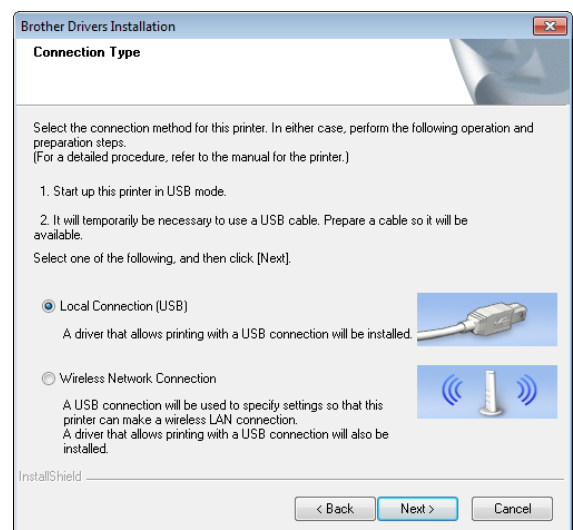 Brother Drivers Installation
Connection Type
Select the connection method for this printer. In either case, perform the following operation and
preparation steps.
(For a detailed procedure, refer to the manual for the printer.)
1. Start up this printer in USB mode.
2. It will temporarily be necessary to use a USB cable. Prepare a cable so it will be
available.
Select one of the following, and then click [Next].
Local Connection (USB)
A driver that allows printing with a USB connection will be installed.
Wireless Network Connection
A USB connection will be used to specify settings so that this
printer can make a wireless LAN connection.
A driver that allows printing with a USB connection will also be
installed.
InstallShield
< Back Next > Cancel